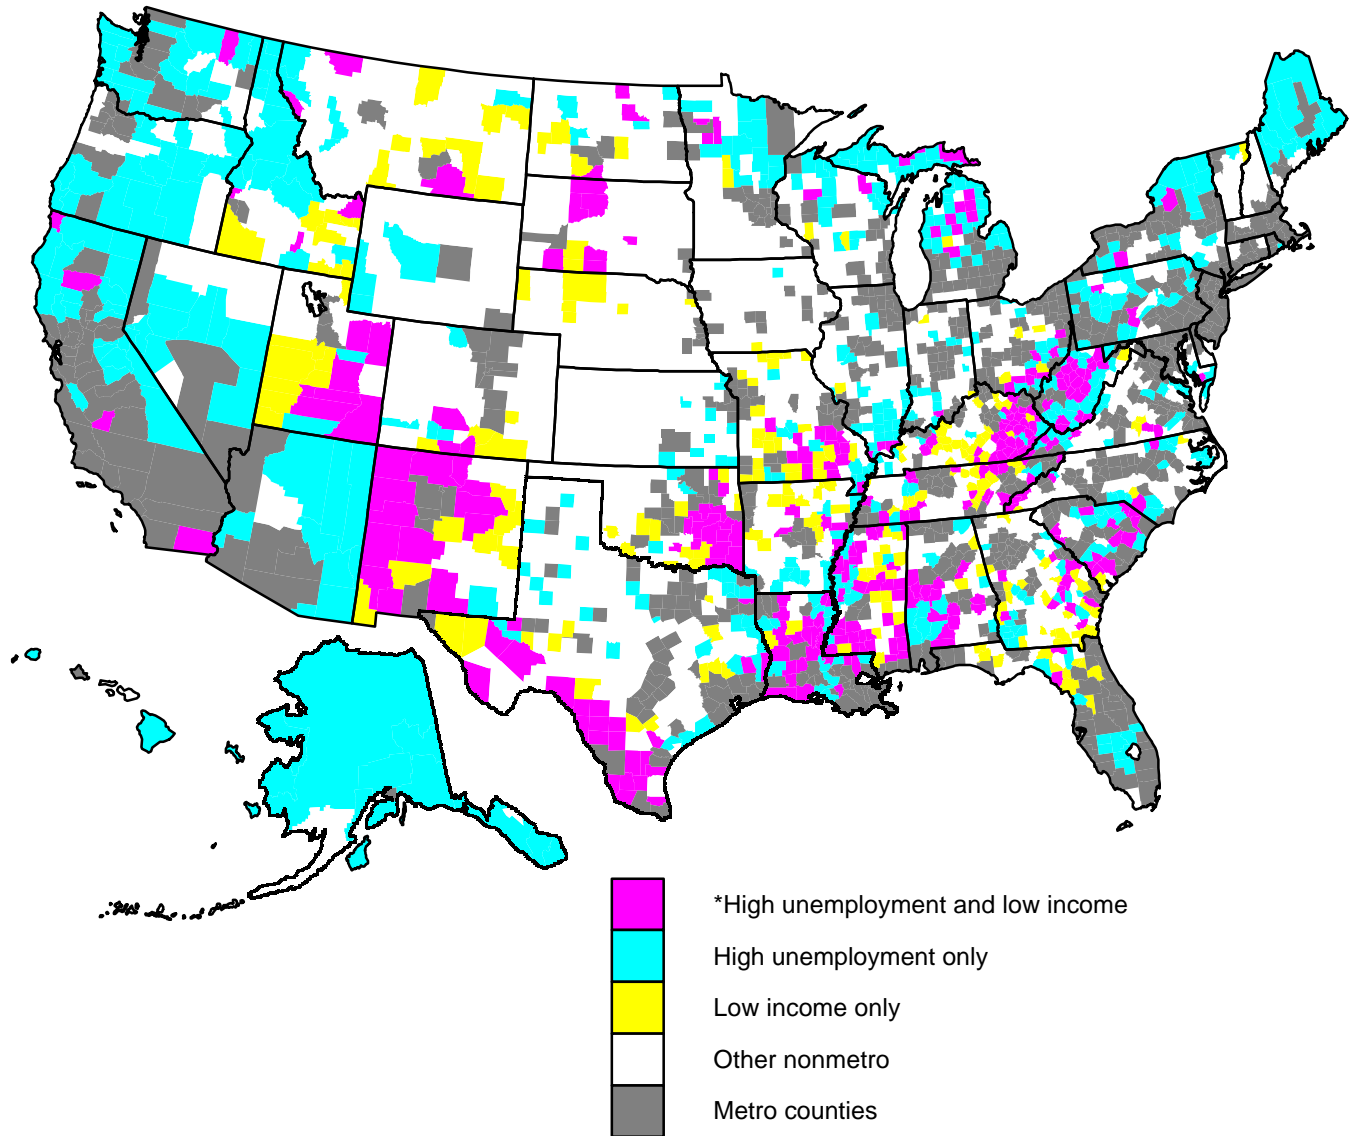 *High unemployment and low income
High unemployment only
Low income only
Other nonmetro
Metro counties